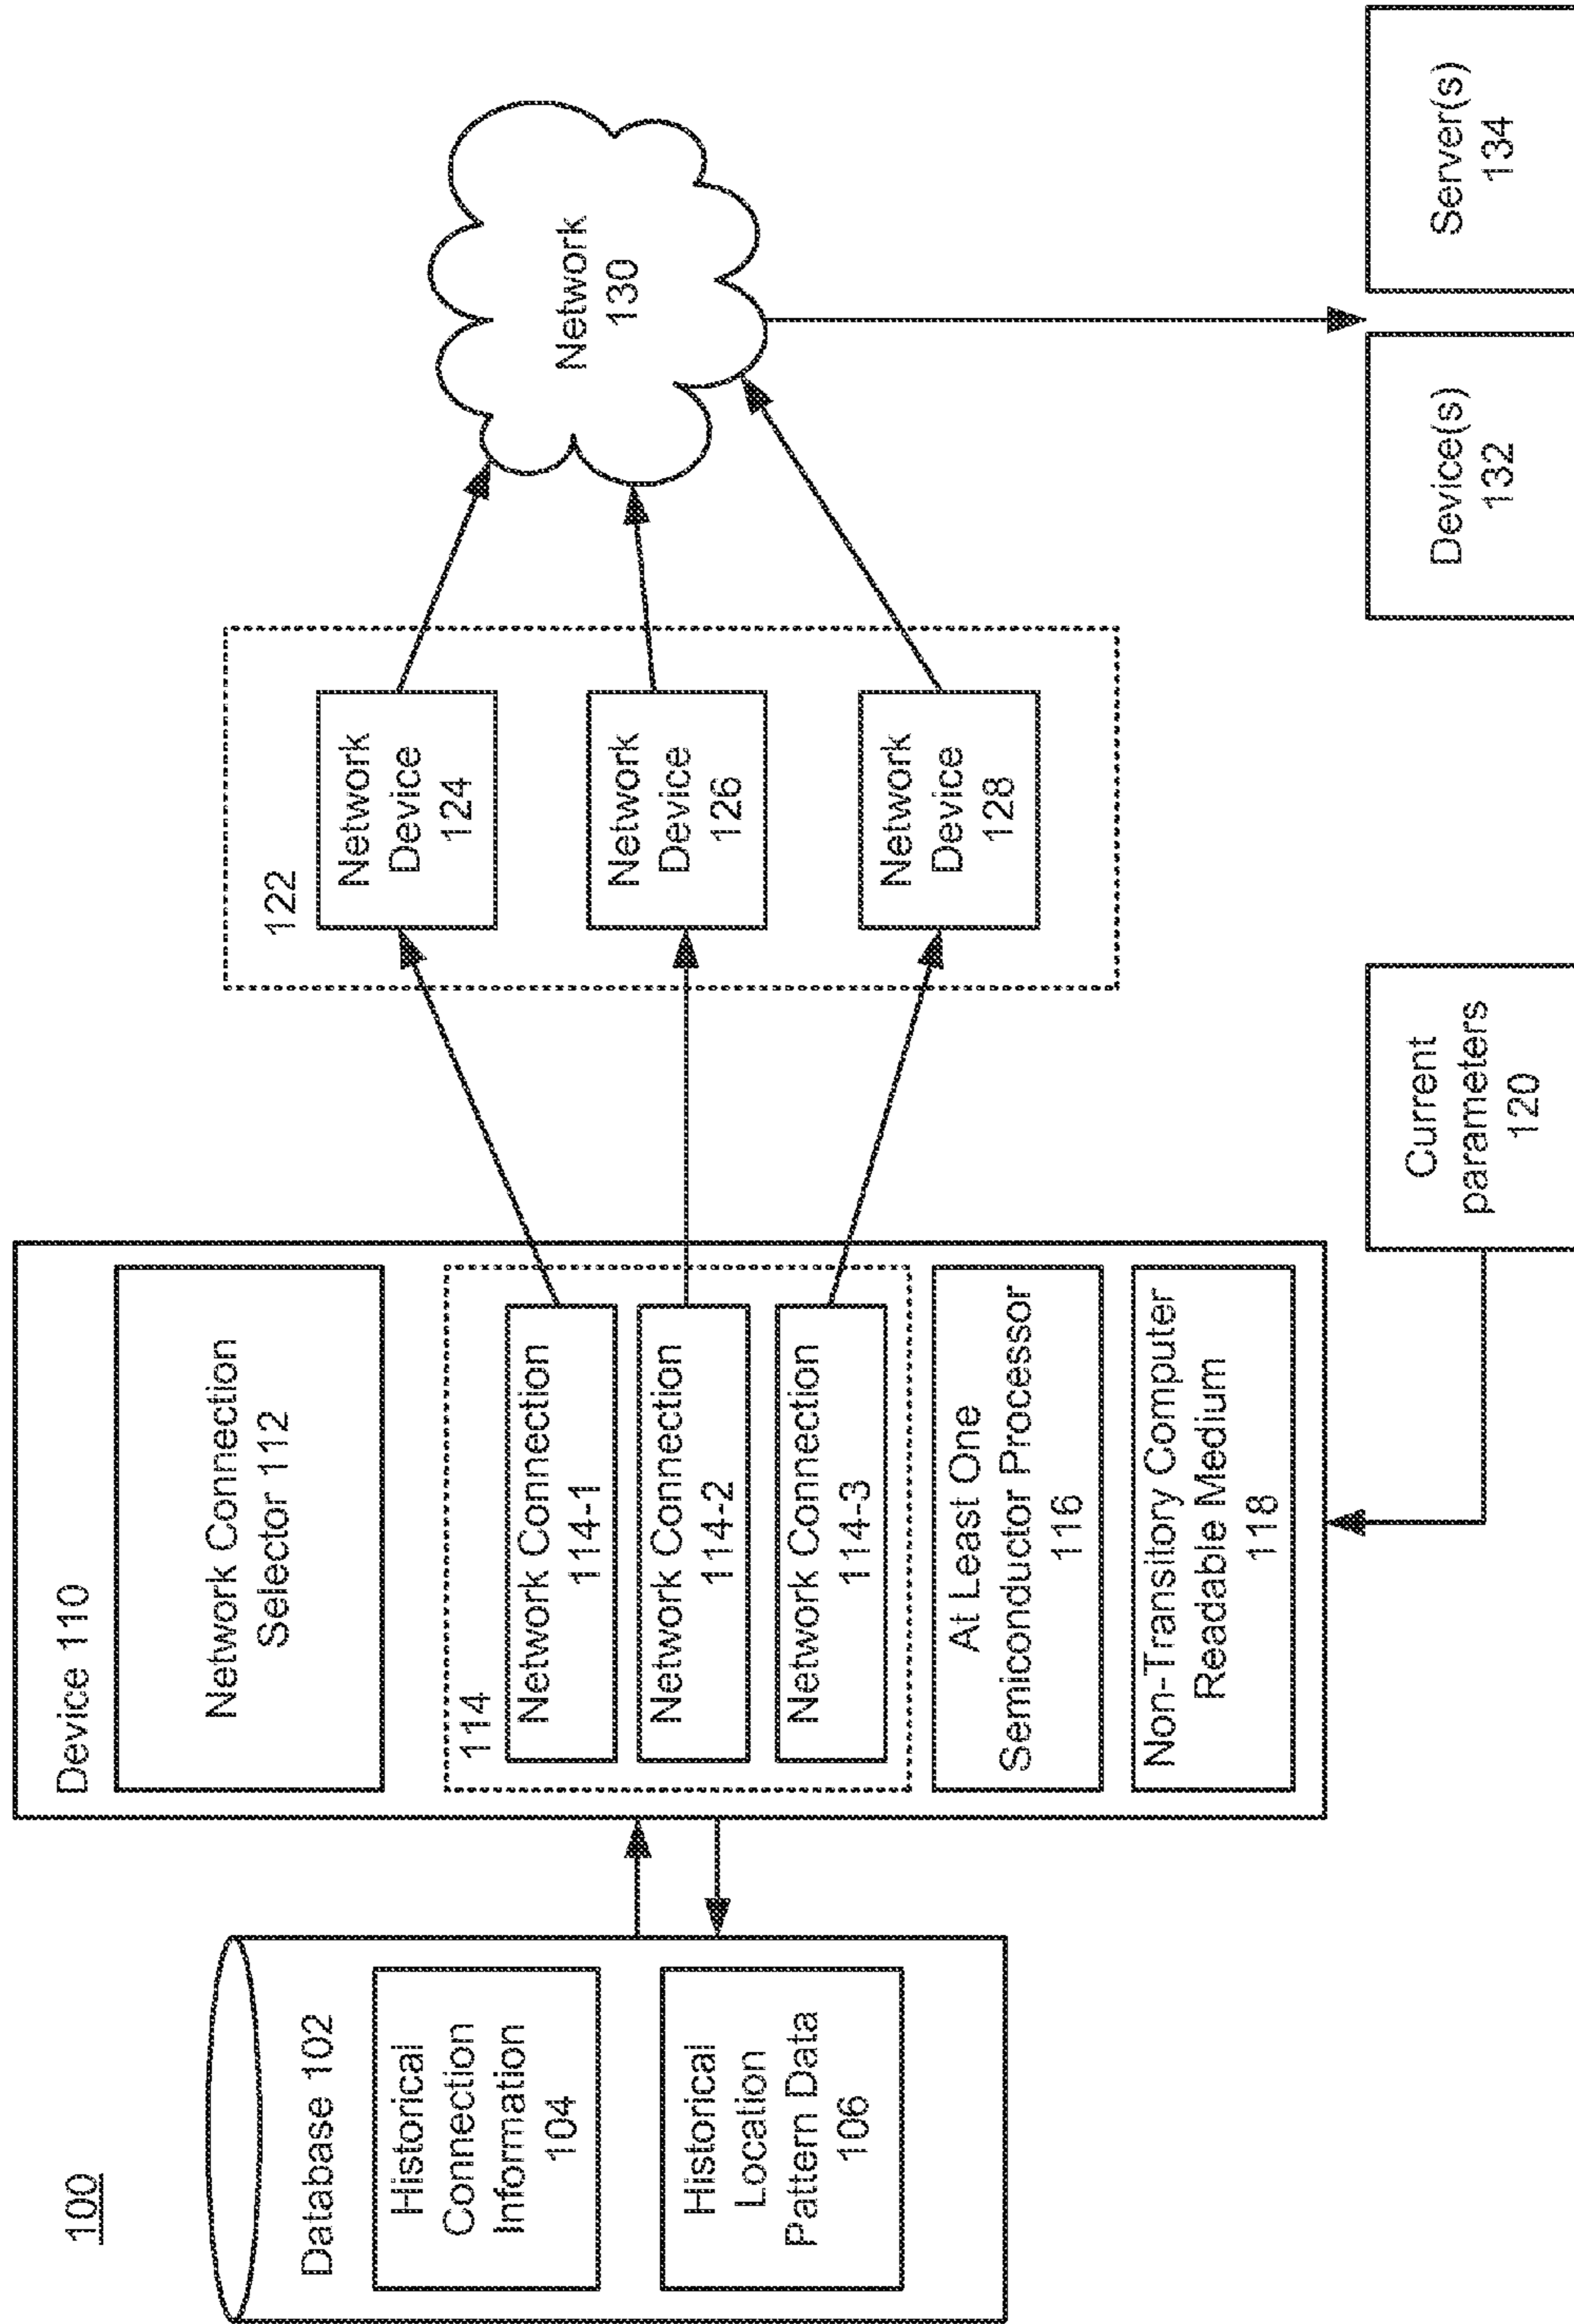 100
Database 102
Historical
Connection
Information
104
Historical
Location
Pattern Data
106
Device 110
Network Connection
Selector 112
114
Network Connection
114-1
Network Connection
114-2
Network Connection
114-3
At Least One
Semiconductor Processor
116
Non-Transitory Computer
Readable Medium
118
Current
parameters
120
122
Network
Device
124
Network
Device
126
Network
Device
128
Network
130
Device(s)
132
Server(s)
134